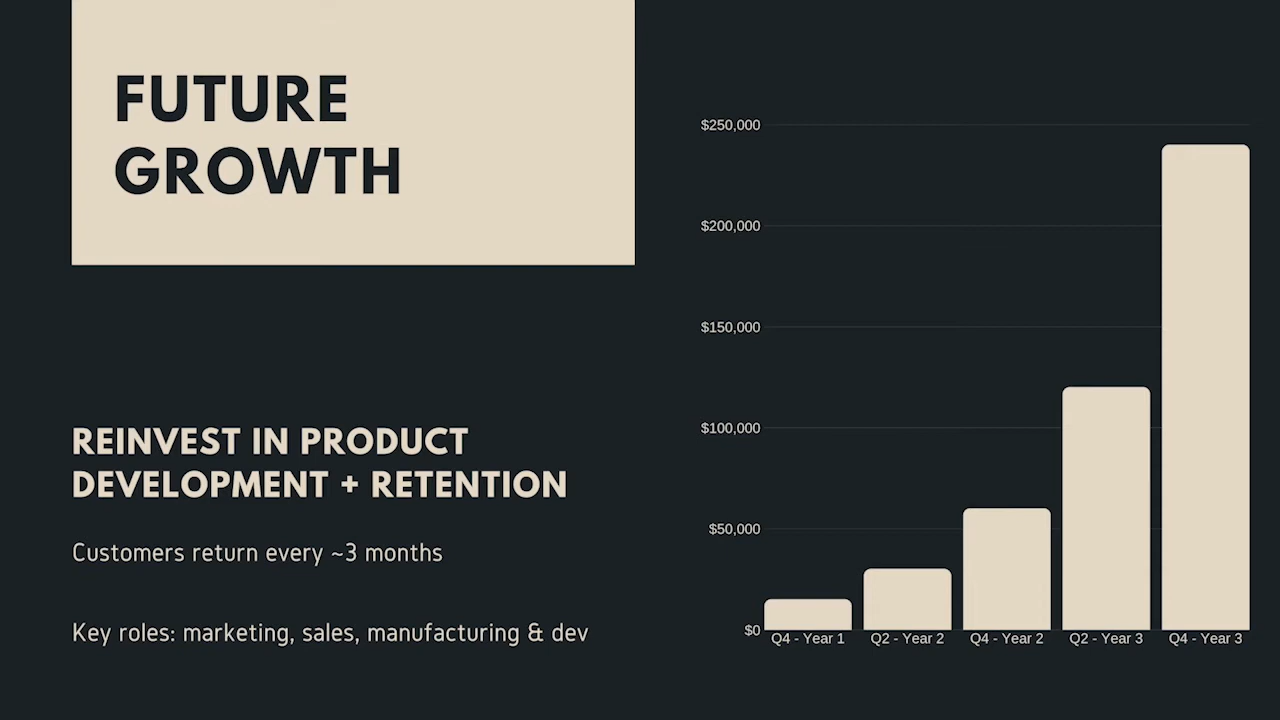 FUTURE
GROWTH
REINVEST IN PRODUCT
DEVELOPMENT + RETENTION
Customers return every ~3 months
Key roles: marketing, sales, manufacturing & dev
$250,000
$200,000
$150,000
$100,000
$50,000
$0
Q4 - Year 1 Q2 - Year 2 Q4 - Year 2 Q2 - Year 3 Q4 - Year 3